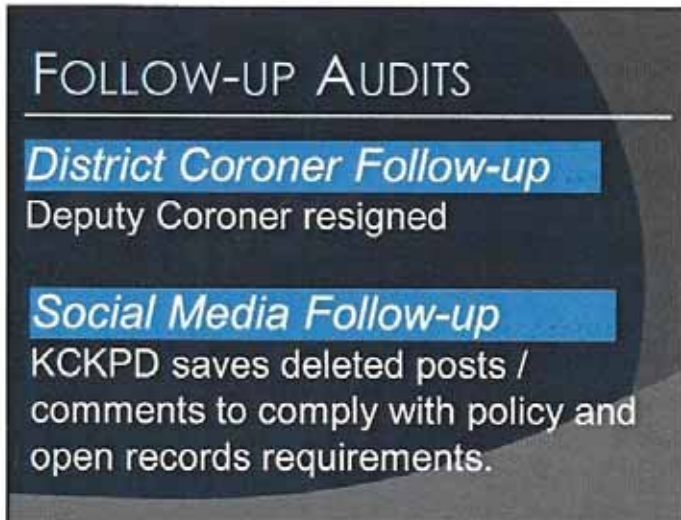 FOLLOW-UP AUDITS
District Coroner Follow-up
Deputy Coroner resigned
Social Media Follow-up
KCKPD saves deleted posts /
comments to comply with policy and
open records requirements.